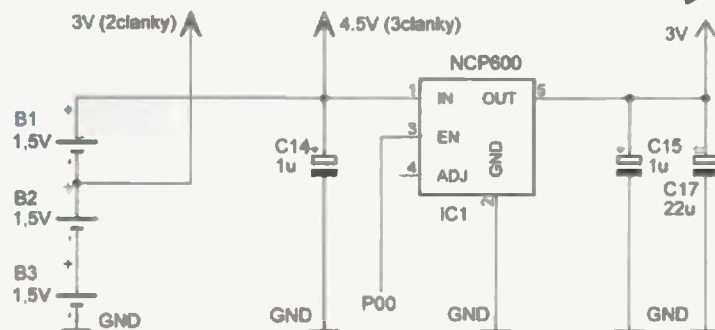 3V (2clanky)
4.5V (3clanky)
3V
NCP600
1 IN OUT 5
3 EN
4 ADJ
GND
2
IC1
B1
1,5V
B2
1,5V
B3
1,5V
C14
1u
C15
1u
C17
22u
P00
GND
GND
GND
GND